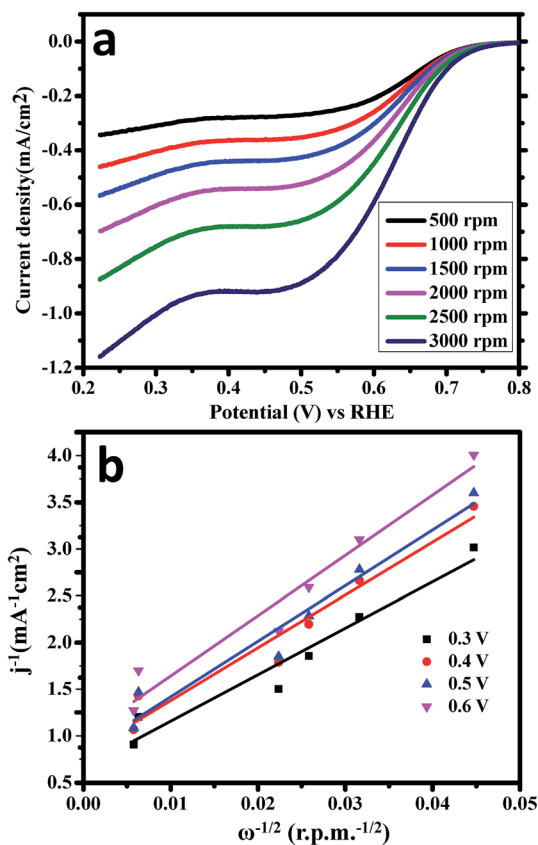 a
Current density(mA/cm2)
0.0
-0.2
-0.4
-0.6
-0.8
-1.0
-1.2
500 rpm
1000 rpm
1500 rpm
2000 rpm
2500 rpm
3000 rpm
0.2 0.3 0.4 0.5 0.6 0.7 0.8
Potential (V) vs RHE
b
j⁻¹(mA⁻¹cm²)
4.0
3.5
3.0
2.5
2.0
1.5
1.0
0.5
0.3 V
0.4 V
0.5 V
0.6 V
0.00 0.01 0.02 0.03 0.04 0.05
ω⁻¹/² (r.p.m.⁻¹/²)